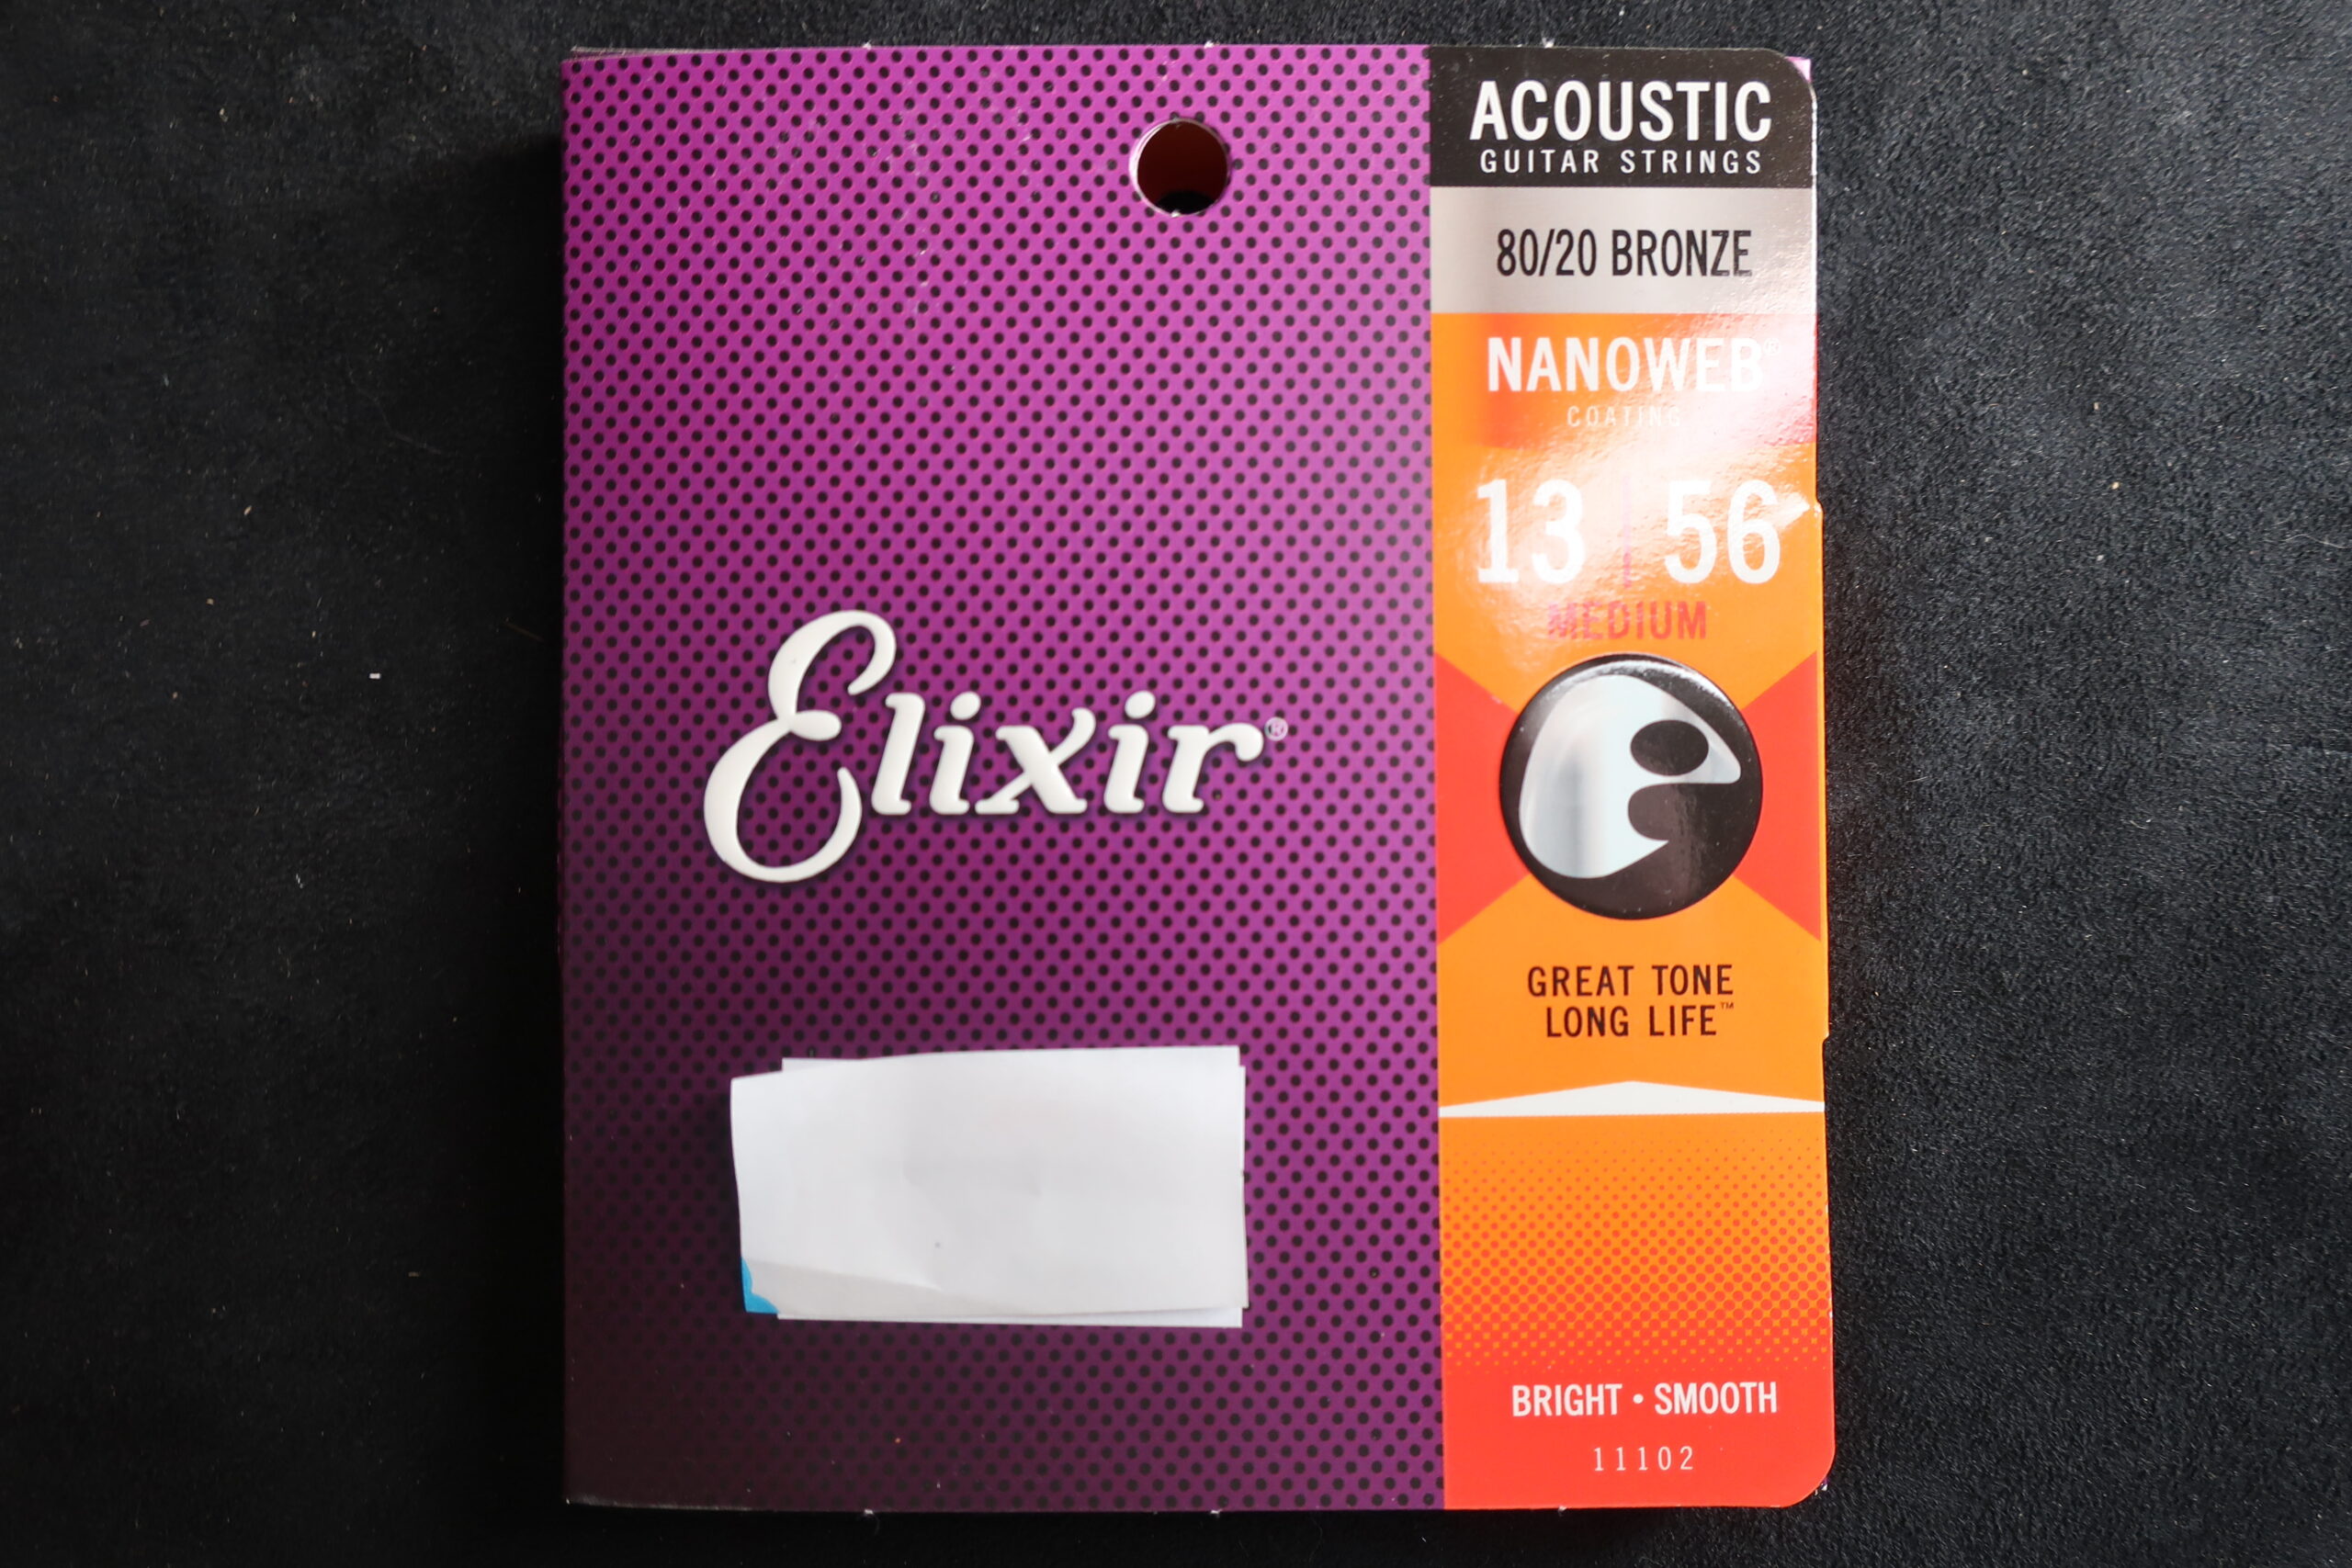 ACOUSTIC
GUITAR STRINGS
80/20 BRONZE
NANOWEB®
COATING
13 | 56
MEDIUM
Elixir®
GREAT TONE
LONG LIFE™
BRIGHT • SMOOTH
11102